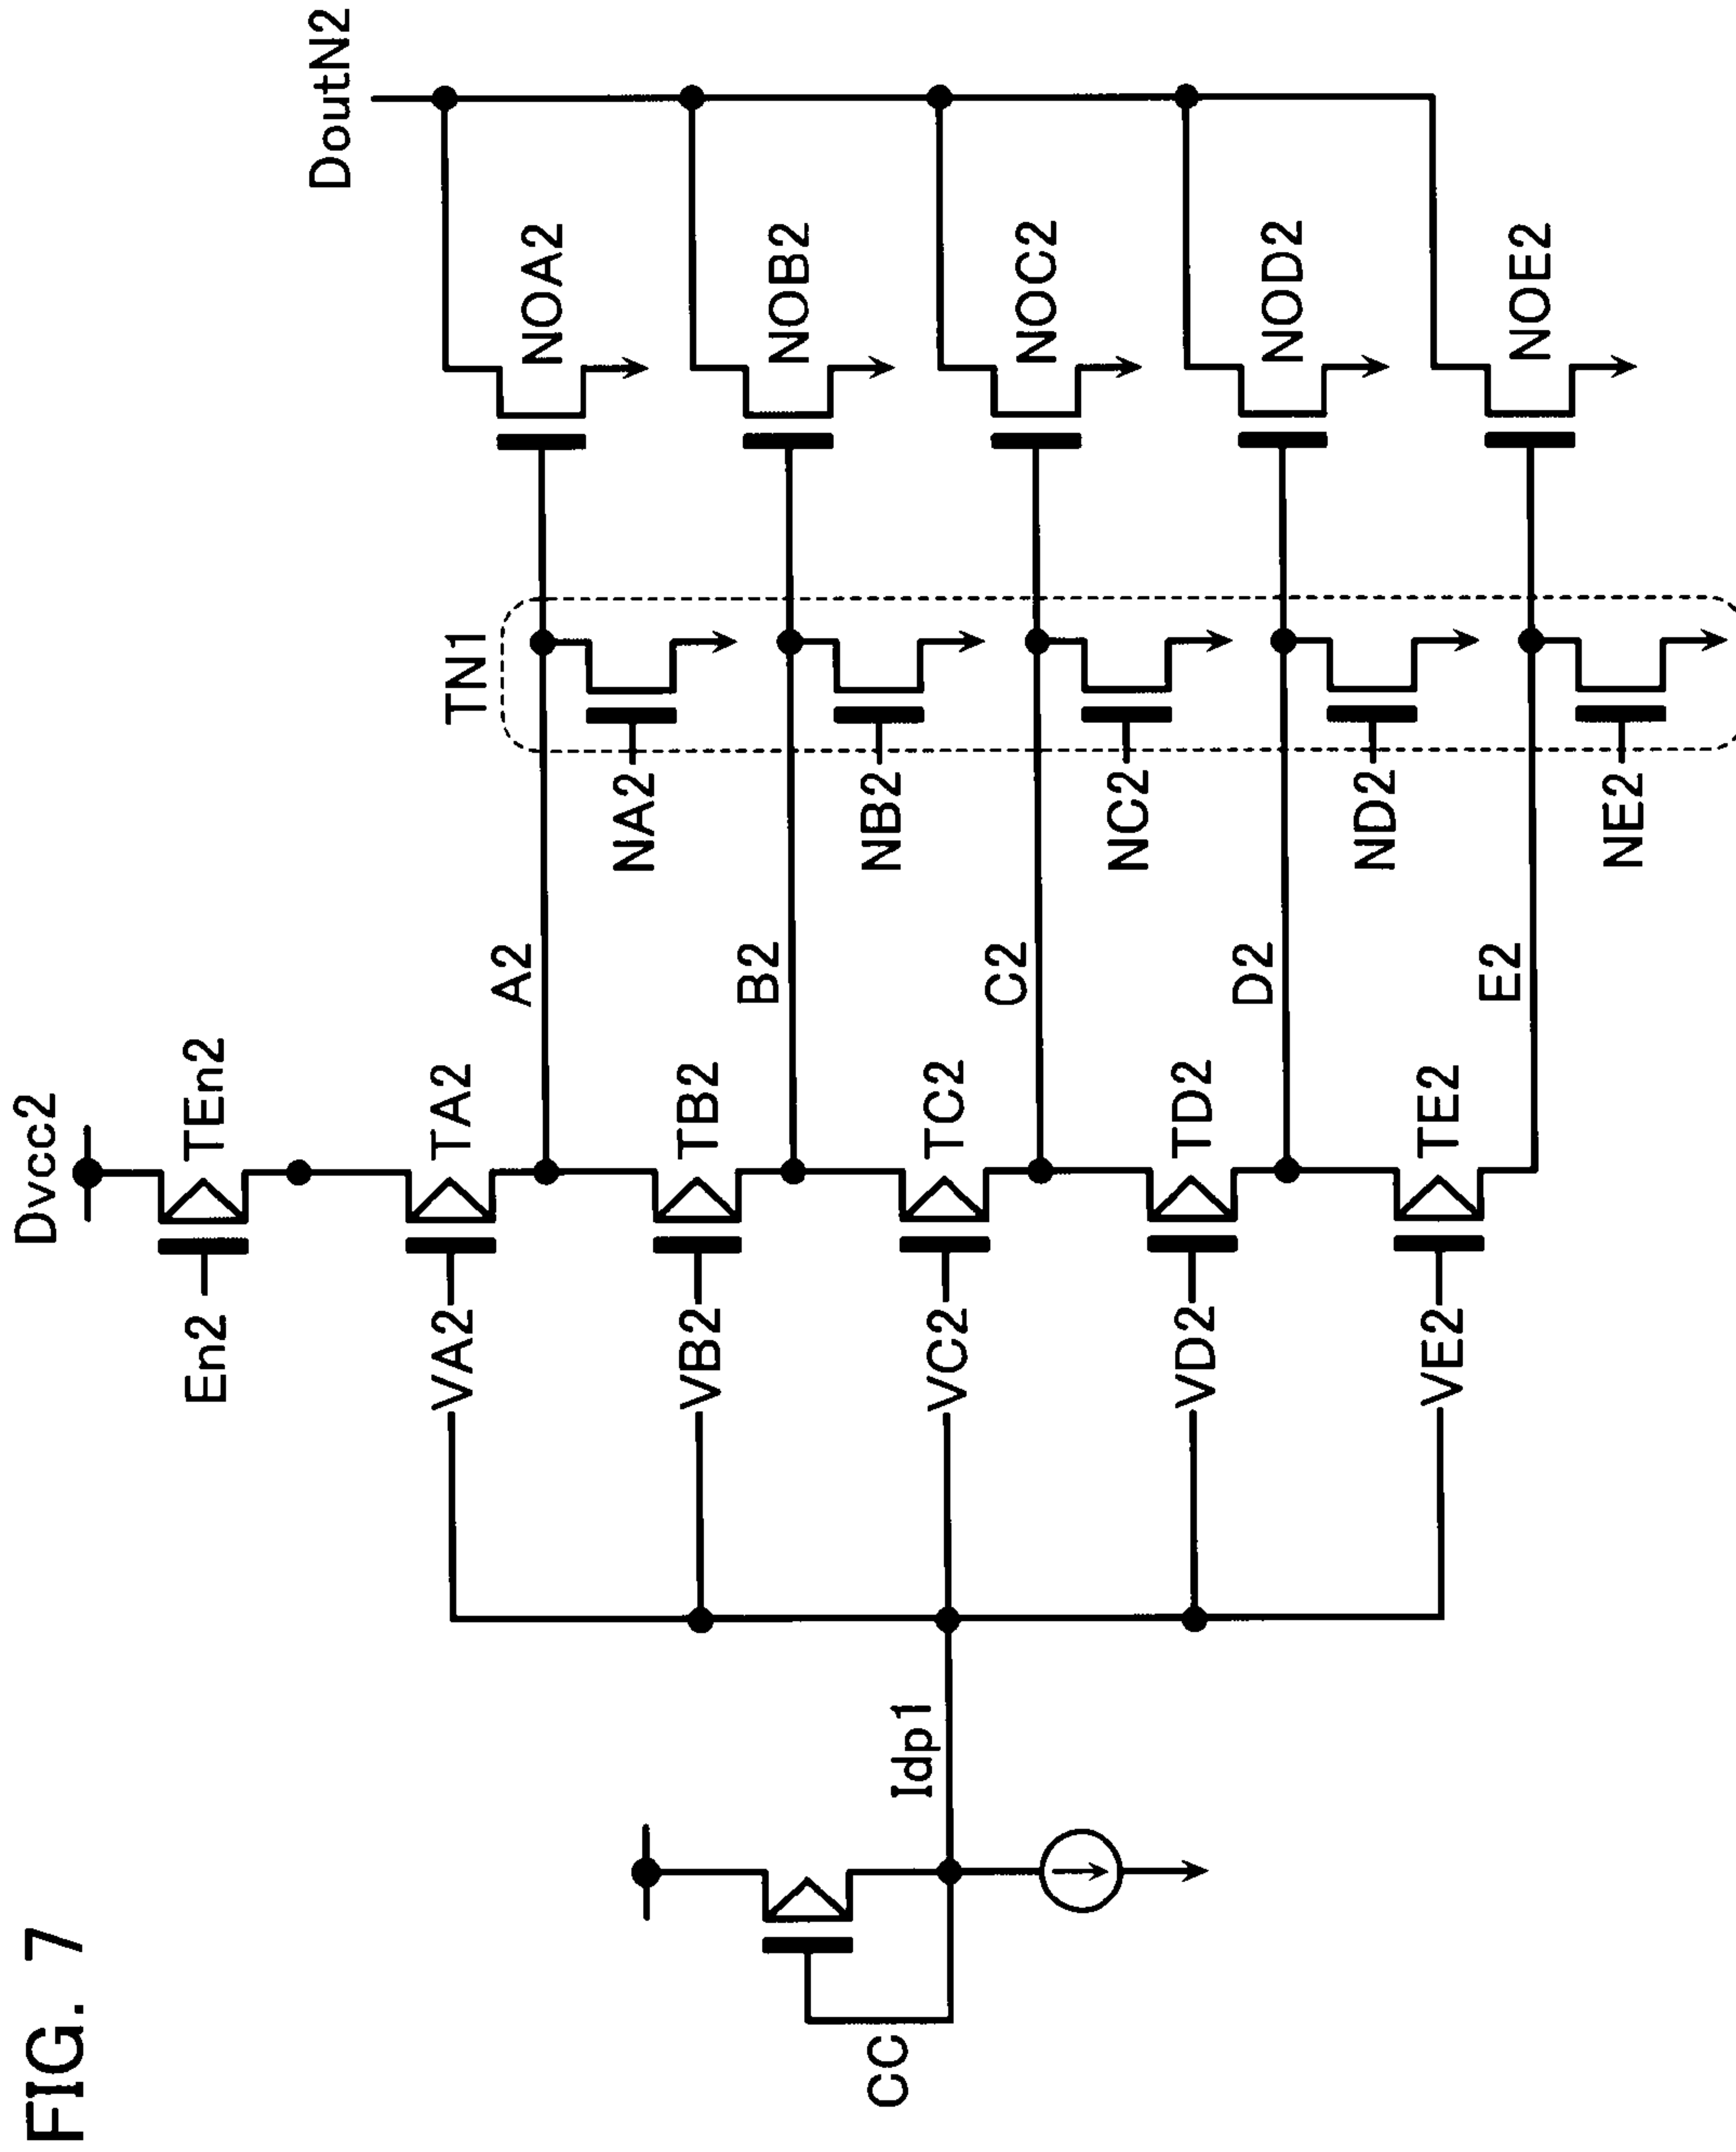 FIG. 7
Dvcc2
En2
TEn2
DoutN2
VA2
TA2
A2
TN1
NA2
NOA2
VB2
TB2
B2
NB2
NOB2
CC
Idp1
VC2
TC2
C2
NC2
NOC2
VD2
TD2
D2
ND2
NOD2
VE2
TE2
E2
NE2
NOE2